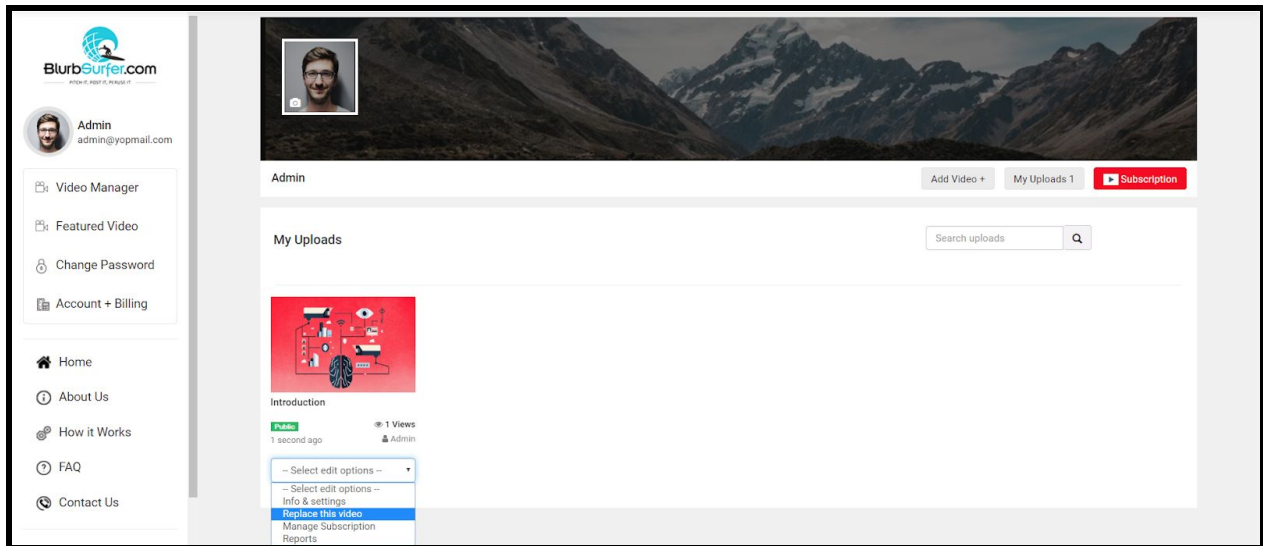 BlurbSurfer.com
PITCH IT, POST IT, PERUSE IT
Admin
admin@yopmail.com
Video Manager
Featured Video
Change Password
Account + Billing
Home
About Us
How it Works
FAQ
Contact Us
Admin
Add Video +
My Uploads 1
Subscription
My Uploads
Search uploads
Introduction
Public
1 Views
1 second ago
Admin
-- Select edit options --
-- Select edit options --
Info & settings
Replace this video
Manage Subscription
Reports